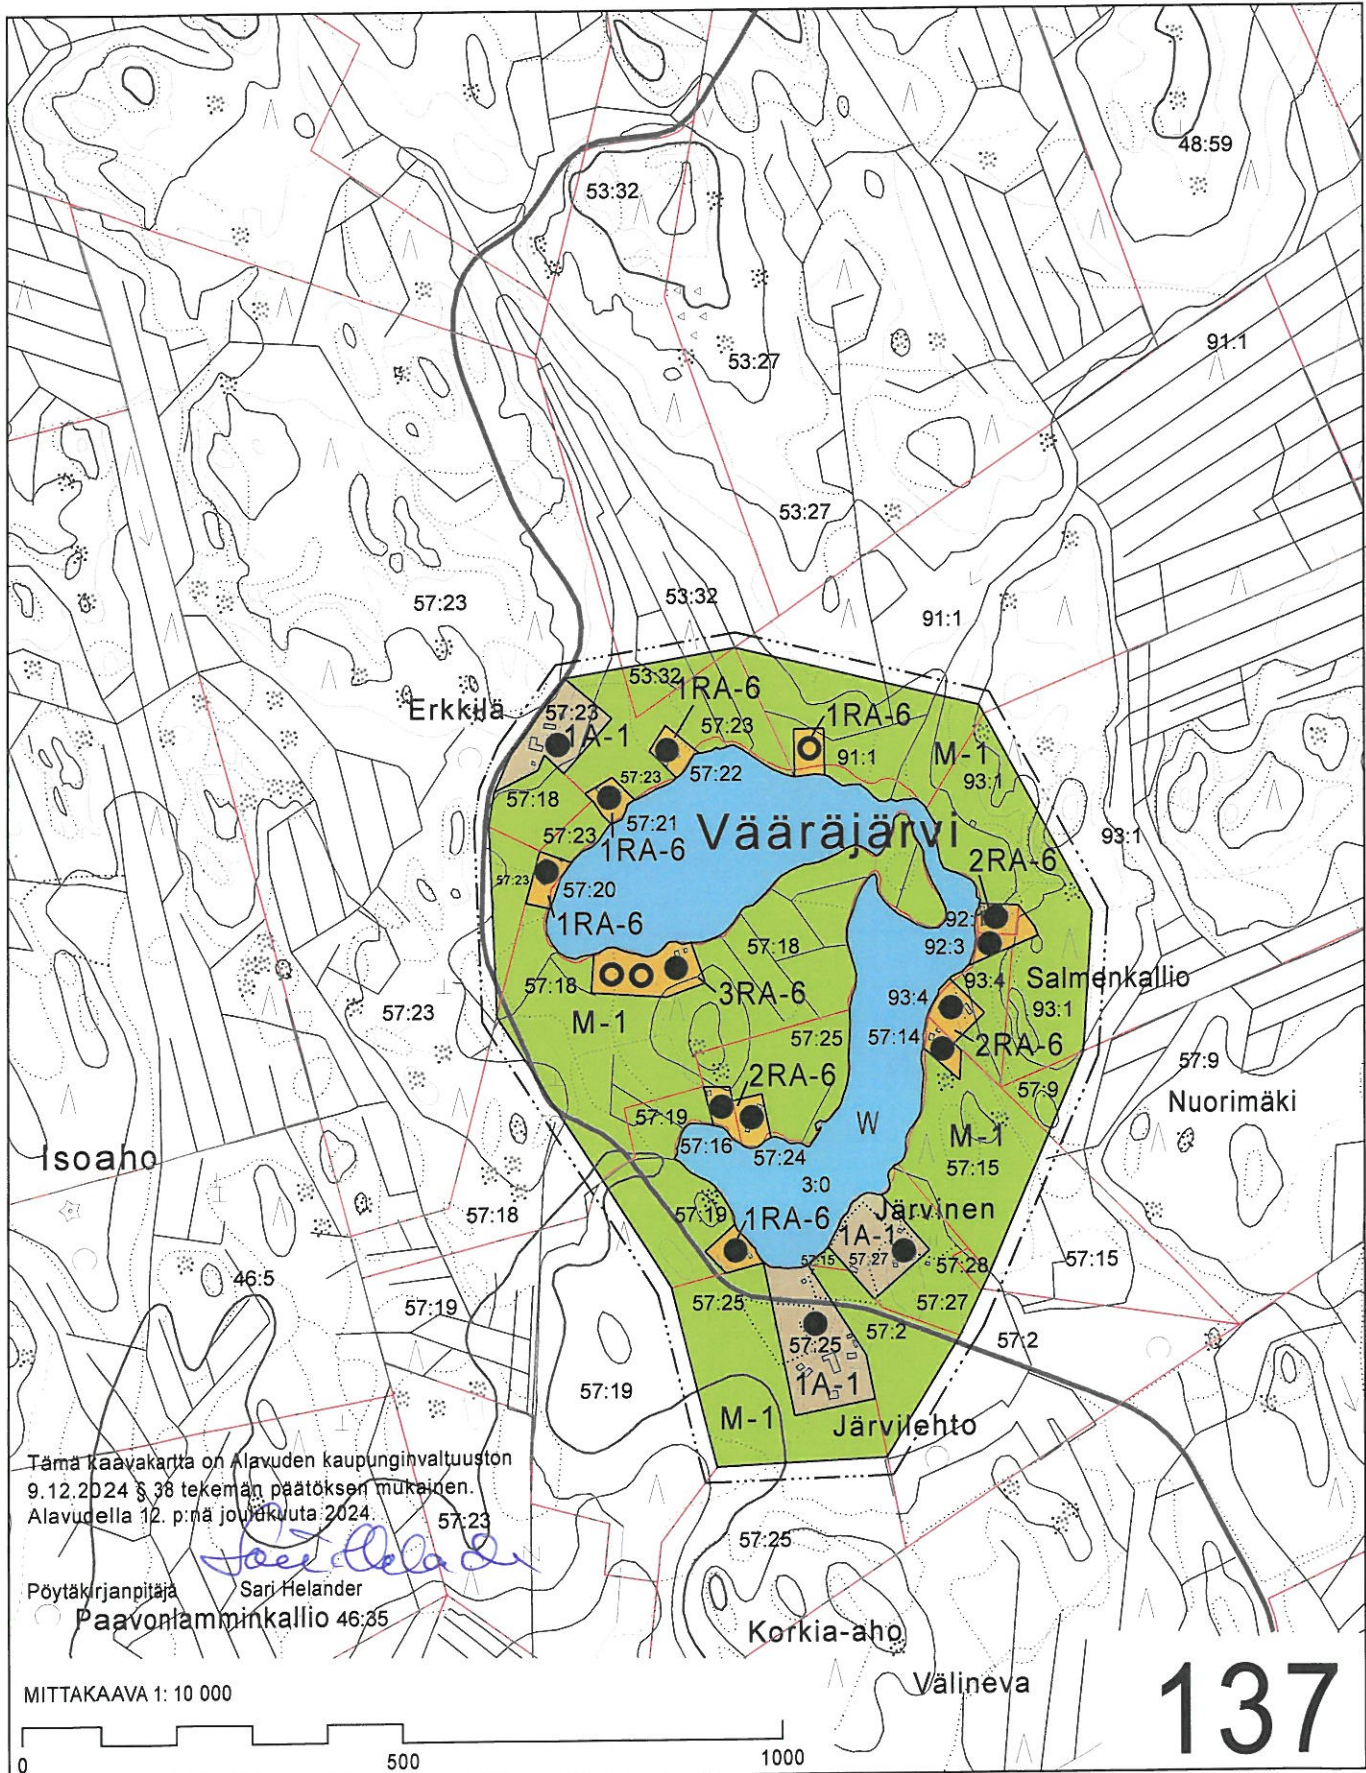 48:59
53:32
91:1
53:27
53:27
57:23
53:32
91:1
53:32
1RA-6
Erkkilä
57:23
57:23
1RA-6
1A-1
91:1
M-1
57:23
57:22
93:1
57:18
57:21
57:23
Vääräjärvi
93:1
1RA-6
2RA-6
57:23
57:20
1RA-6
92:1
57:18
92:3
57:18
3RA-6
93:4
93:4
Salmenkallio
93:1
57:23
M-1
57:25
57:14
2RA-6
57:9
2RA-6
57:9
Nuorimäki
57:19
W
M-1
57:16
57:24
57:15
Isoaho
3:0
57:18
57:19
1RA-6
Järvinen
1A-1
57:15
57:27
57:28
57:15
46:5
57:19
57:25
57:27
57:25
57:2
57:2
57:19
1A-1
M-1
Järvilehto
Tämä kaavakartta on Alavuden kaupunginvaltuuston
9.12.2024 § 38 tekemän päätöksen mukainen.
Alavudella 12. p:nä joulukuuta 2024
57:23
57:25
Pöytäkirjanpitäjä Sari Helander
Paavonlamminkallio 46:35
Korkia-aho
Välineva
137
MITTAKAAVA 1: 10 000
0 500 1000